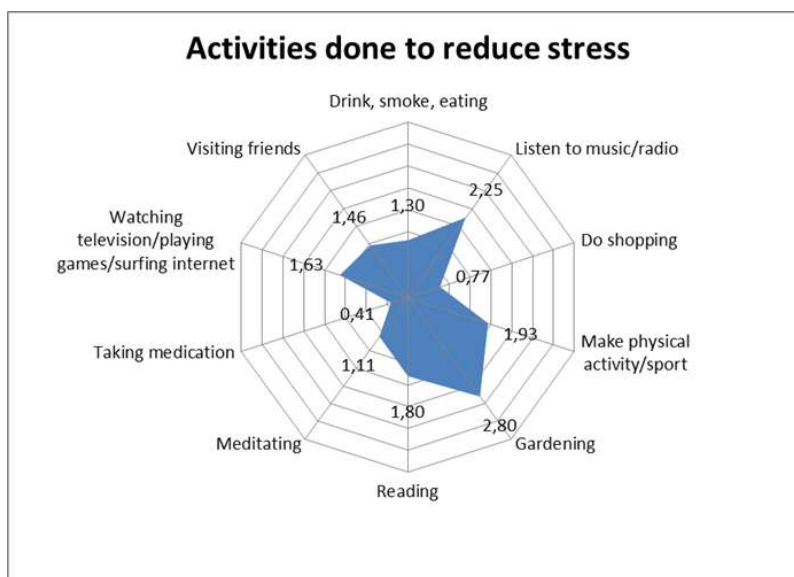 Activities done to reduce stress
Drink, smoke, eating
Visiting friends
Listen to music/radio
2,25
1,30
1,46
Watching
television/playing
games/surfing internet
Do shopping
1,63
0,77
0,41
1,93
Taking medication
Make physical
activity/sport
1,11
1,80
2,80
Meditating
Gardening
Reading